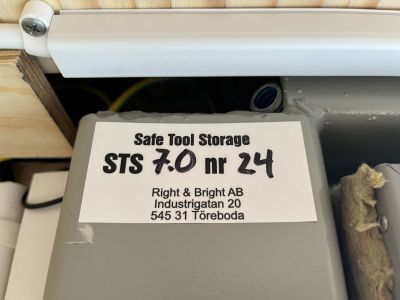 Safe Tool Storage
STS 7.0 nr 24
Right & Bright AB
Industrigatan 20
545 31 Töreboda